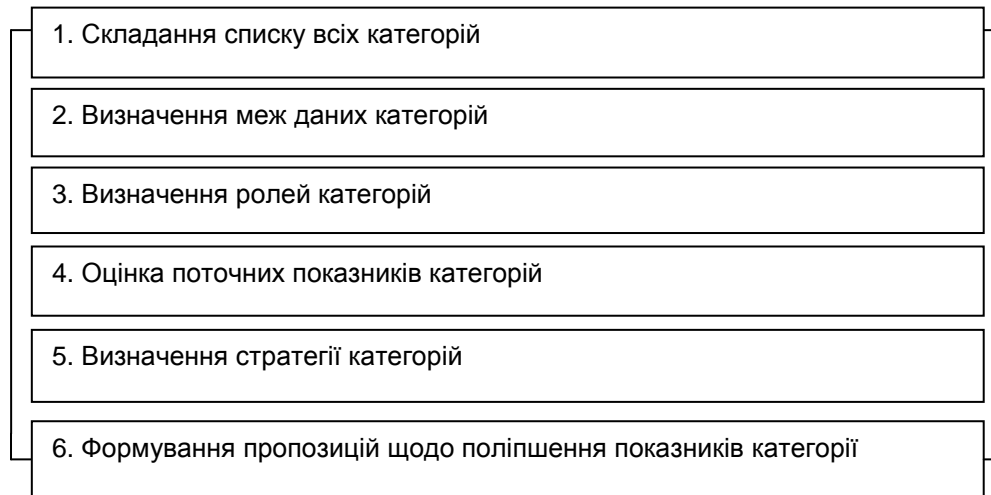 1. Складання списку всіх категорій
2. Визначення меж даних категорій
3. Визначення ролей категорій
4. Оцінка поточних показників категорій
5. Визначення стратегії категорій
6. Формування пропозицій щодо поліпшення показників категорії